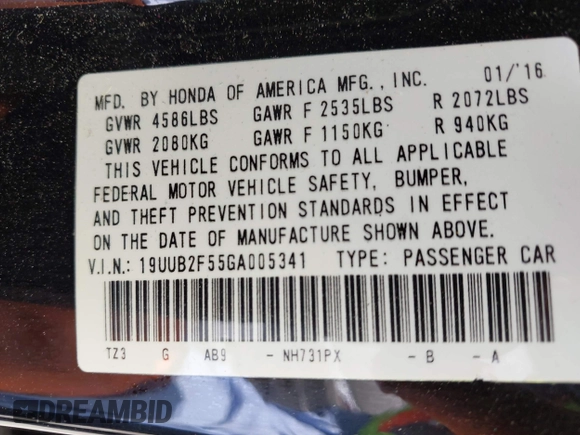 MFD. BY HONDA OF AMERICA MFG., INC. 01/'16
GVWR 4586LBS GAWR F 2535LBS R 2072LBS
GVWR 2080KG GAWR F 1150KG R 940KG
THIS VEHICLE CONFORMS TO ALL APPLICABLE
FEDERAL MOTOR VEHICLE SAFETY, BUMPER,
AND THEFT PREVENTION STANDARDS IN EFFECT
ON THE DATE OF MANUFACTURE SHOWN ABOVE.
V.I.N.: 19UUB2F55GA005341 TYPE: PASSENGER CAR
TZ3 G AB9 - NH731PX - B - A
DREAMBID